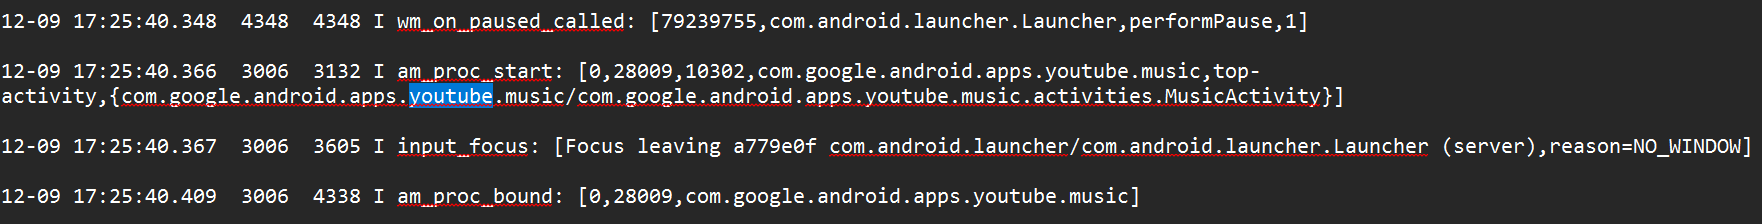 12-09 17:25:40.348  4348  4348 I wm_on_paused_called: [79239755,com.android.launcher.Launcher,performPause,1]
12-09 17:25:40.366  3006  3132 I am_proc_start: [0,28009,10302,com.google.android.apps.youtube.music,top-
activity,{com.google.android.apps.youtube.music/com.google.android.apps.youtube.music.activities.MusicActivity}]
12-09 17:25:40.367  3006  3605 I input_focus: [Focus leaving a779e0f com.android.launcher/com.android.launcher.Launcher (server),reason=NO_WINDOW]
12-09 17:25:40.409  3006  4338 I am_proc_bound: [0,28009,com.google.android.apps.youtube.music]